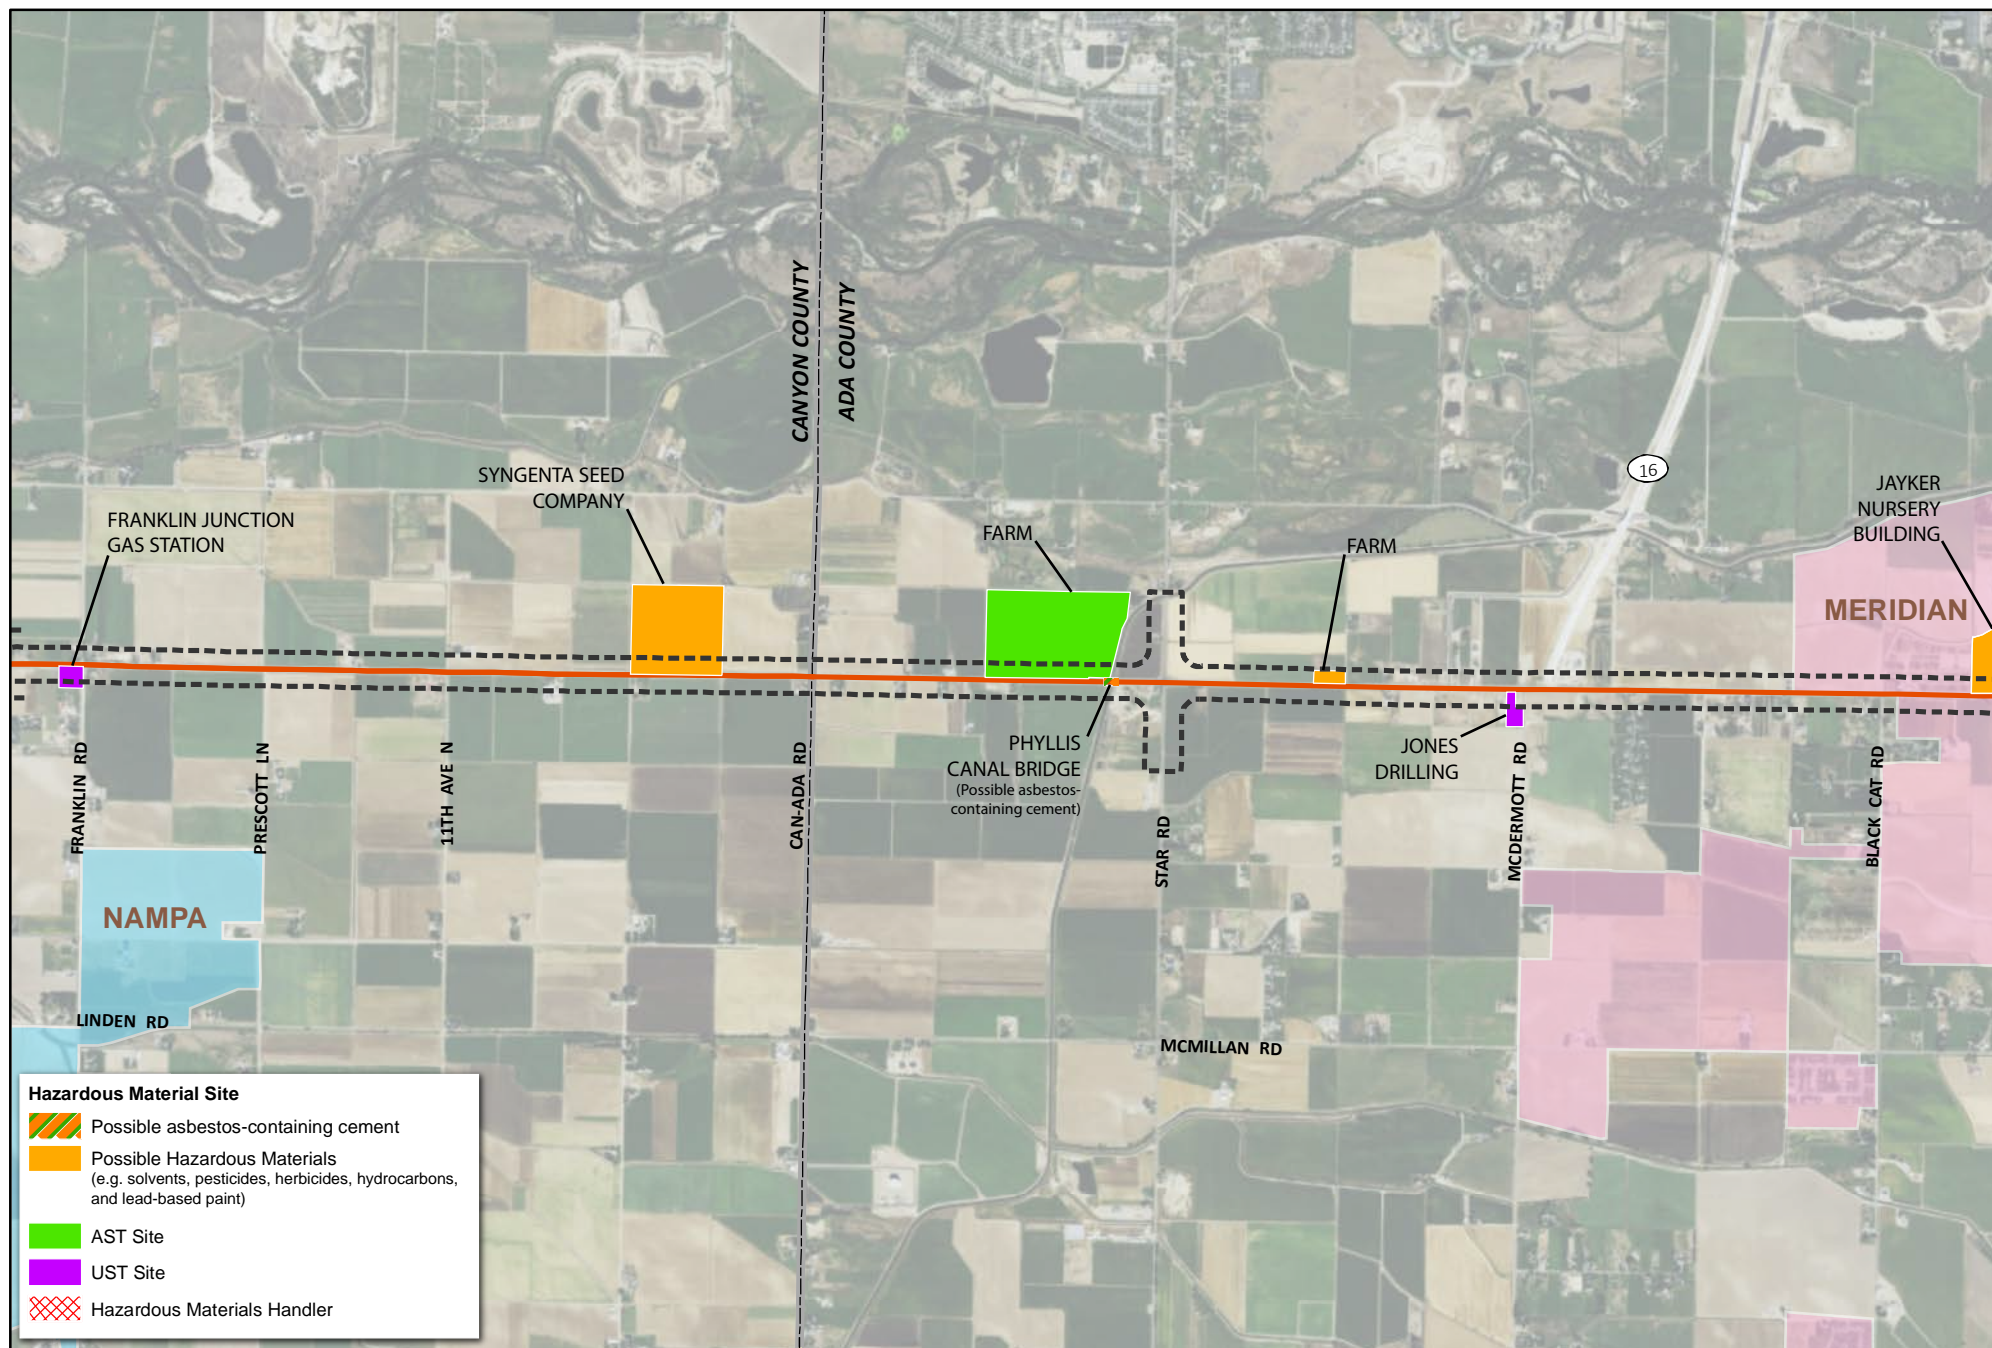 CANYON COUNTY
ADA COUNTY
16
SYNGENTA SEED
COMPANY
JAYKER
NURSERY
BUILDING
FRANKLIN JUNCTION
GAS STATION
FARM
FARM
MERIDIAN
PHYLLIS
CANAL BRIDGE
(Possible asbestos-
containing cement)
JONES
DRILLING
FRANKLIN RD
PRESCOTT LN
11TH AVE N
CAN-ADA RD
STAR RD
MCDERMOTT RD
BLACK CAT RD
NAMPA
LINDEN RD
MCMILLAN RD
Hazardous Material Site
Possible asbestos-containing cement
Possible Hazardous Materials
(e.g. solvents, pesticides, herbicides, hydrocarbons,
and lead-based paint)
AST Site
UST Site
Hazardous Materials Handler